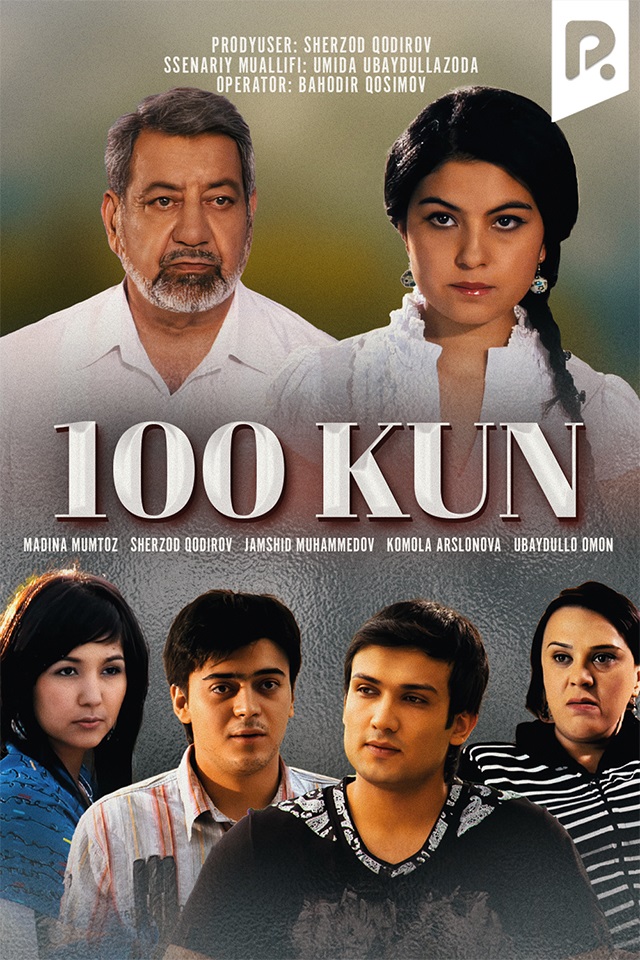 PRODYUSER: SHERZOD QODIROV
SSENARIY MUALLIFI: UMIDA UBAYDULLAZODA
OPERATOR: BAHODIR QOSIMOV
P.
100 KUN
MADINA MUMTOZ SHERZOD QODIROV JAMSHID MUHAMMEDOV KOMOLA ARSLONOVA UBAYDULLO OMON